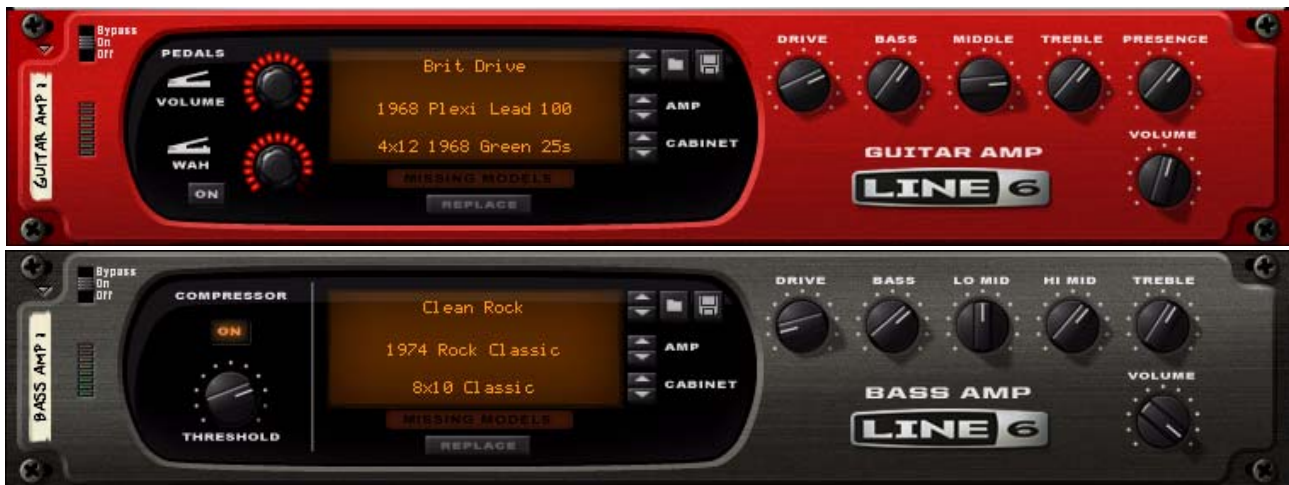 Bypass
On
Off
GUITAR AMP 1
PEDALS
VOLUME
WAH
ON
Brit Drive
1968 Plexi Lead 100
4x12 1968 Green 25s
MISSING MODELS
REPLACE
AMP
CABINET
DRIVE BASS MIDDLE TREBLE PRESENCE
VOLUME
GUITAR AMP
LINE 6
Bypass
On
Off
BASS AMP 1
COMPRESSOR
ON
THRESHOLD
Clean Rock
1974 Rock Classic
8x10 Classic
MISSING MODELS
REPLACE
AMP
CABINET
DRIVE BASS LO MID HI MID TREBLE
VOLUME
BASS AMP
LINE 6